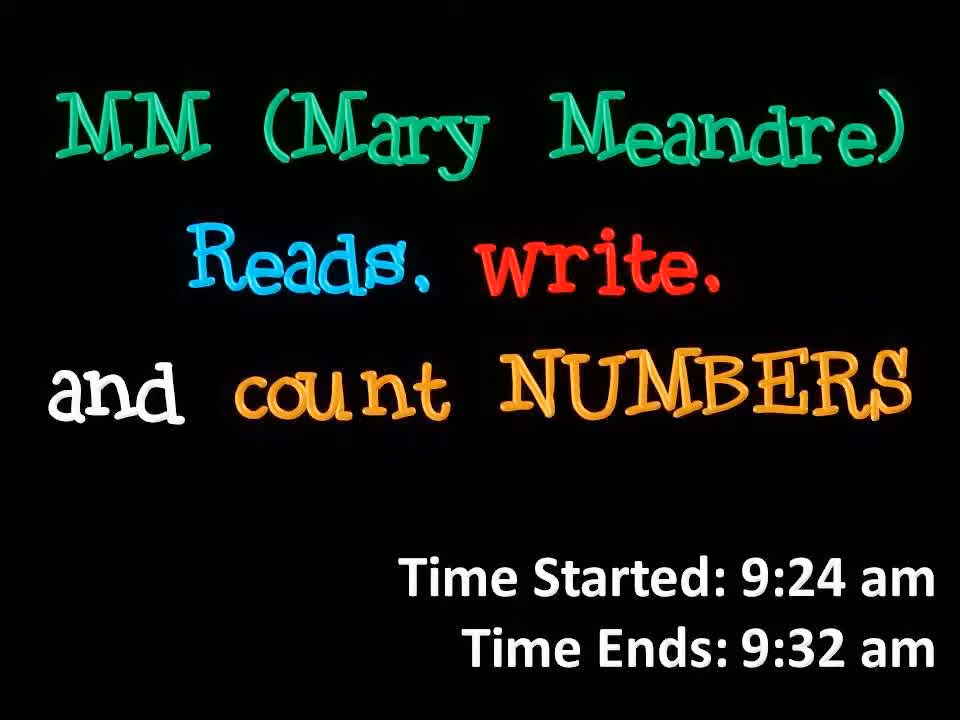 MM (Mary Meandre)
Reads, write,
and count NUMBERS
Time Started: 9:24 am
Time Ends: 9:32 am